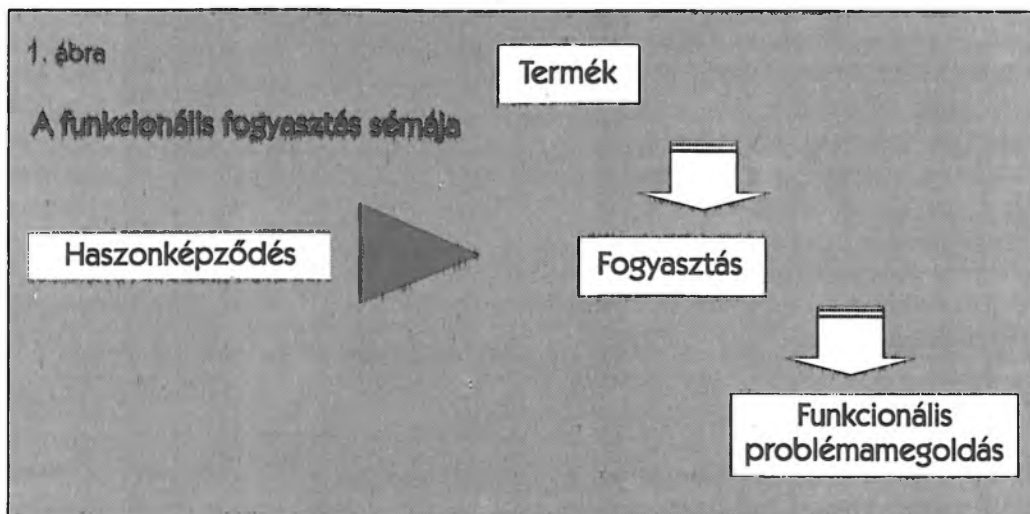 1. ábra
A funkcionális fogyasztás sémája
Termék
Haszonképződés
Fogyasztás
Funkcionális
problémamegoldás